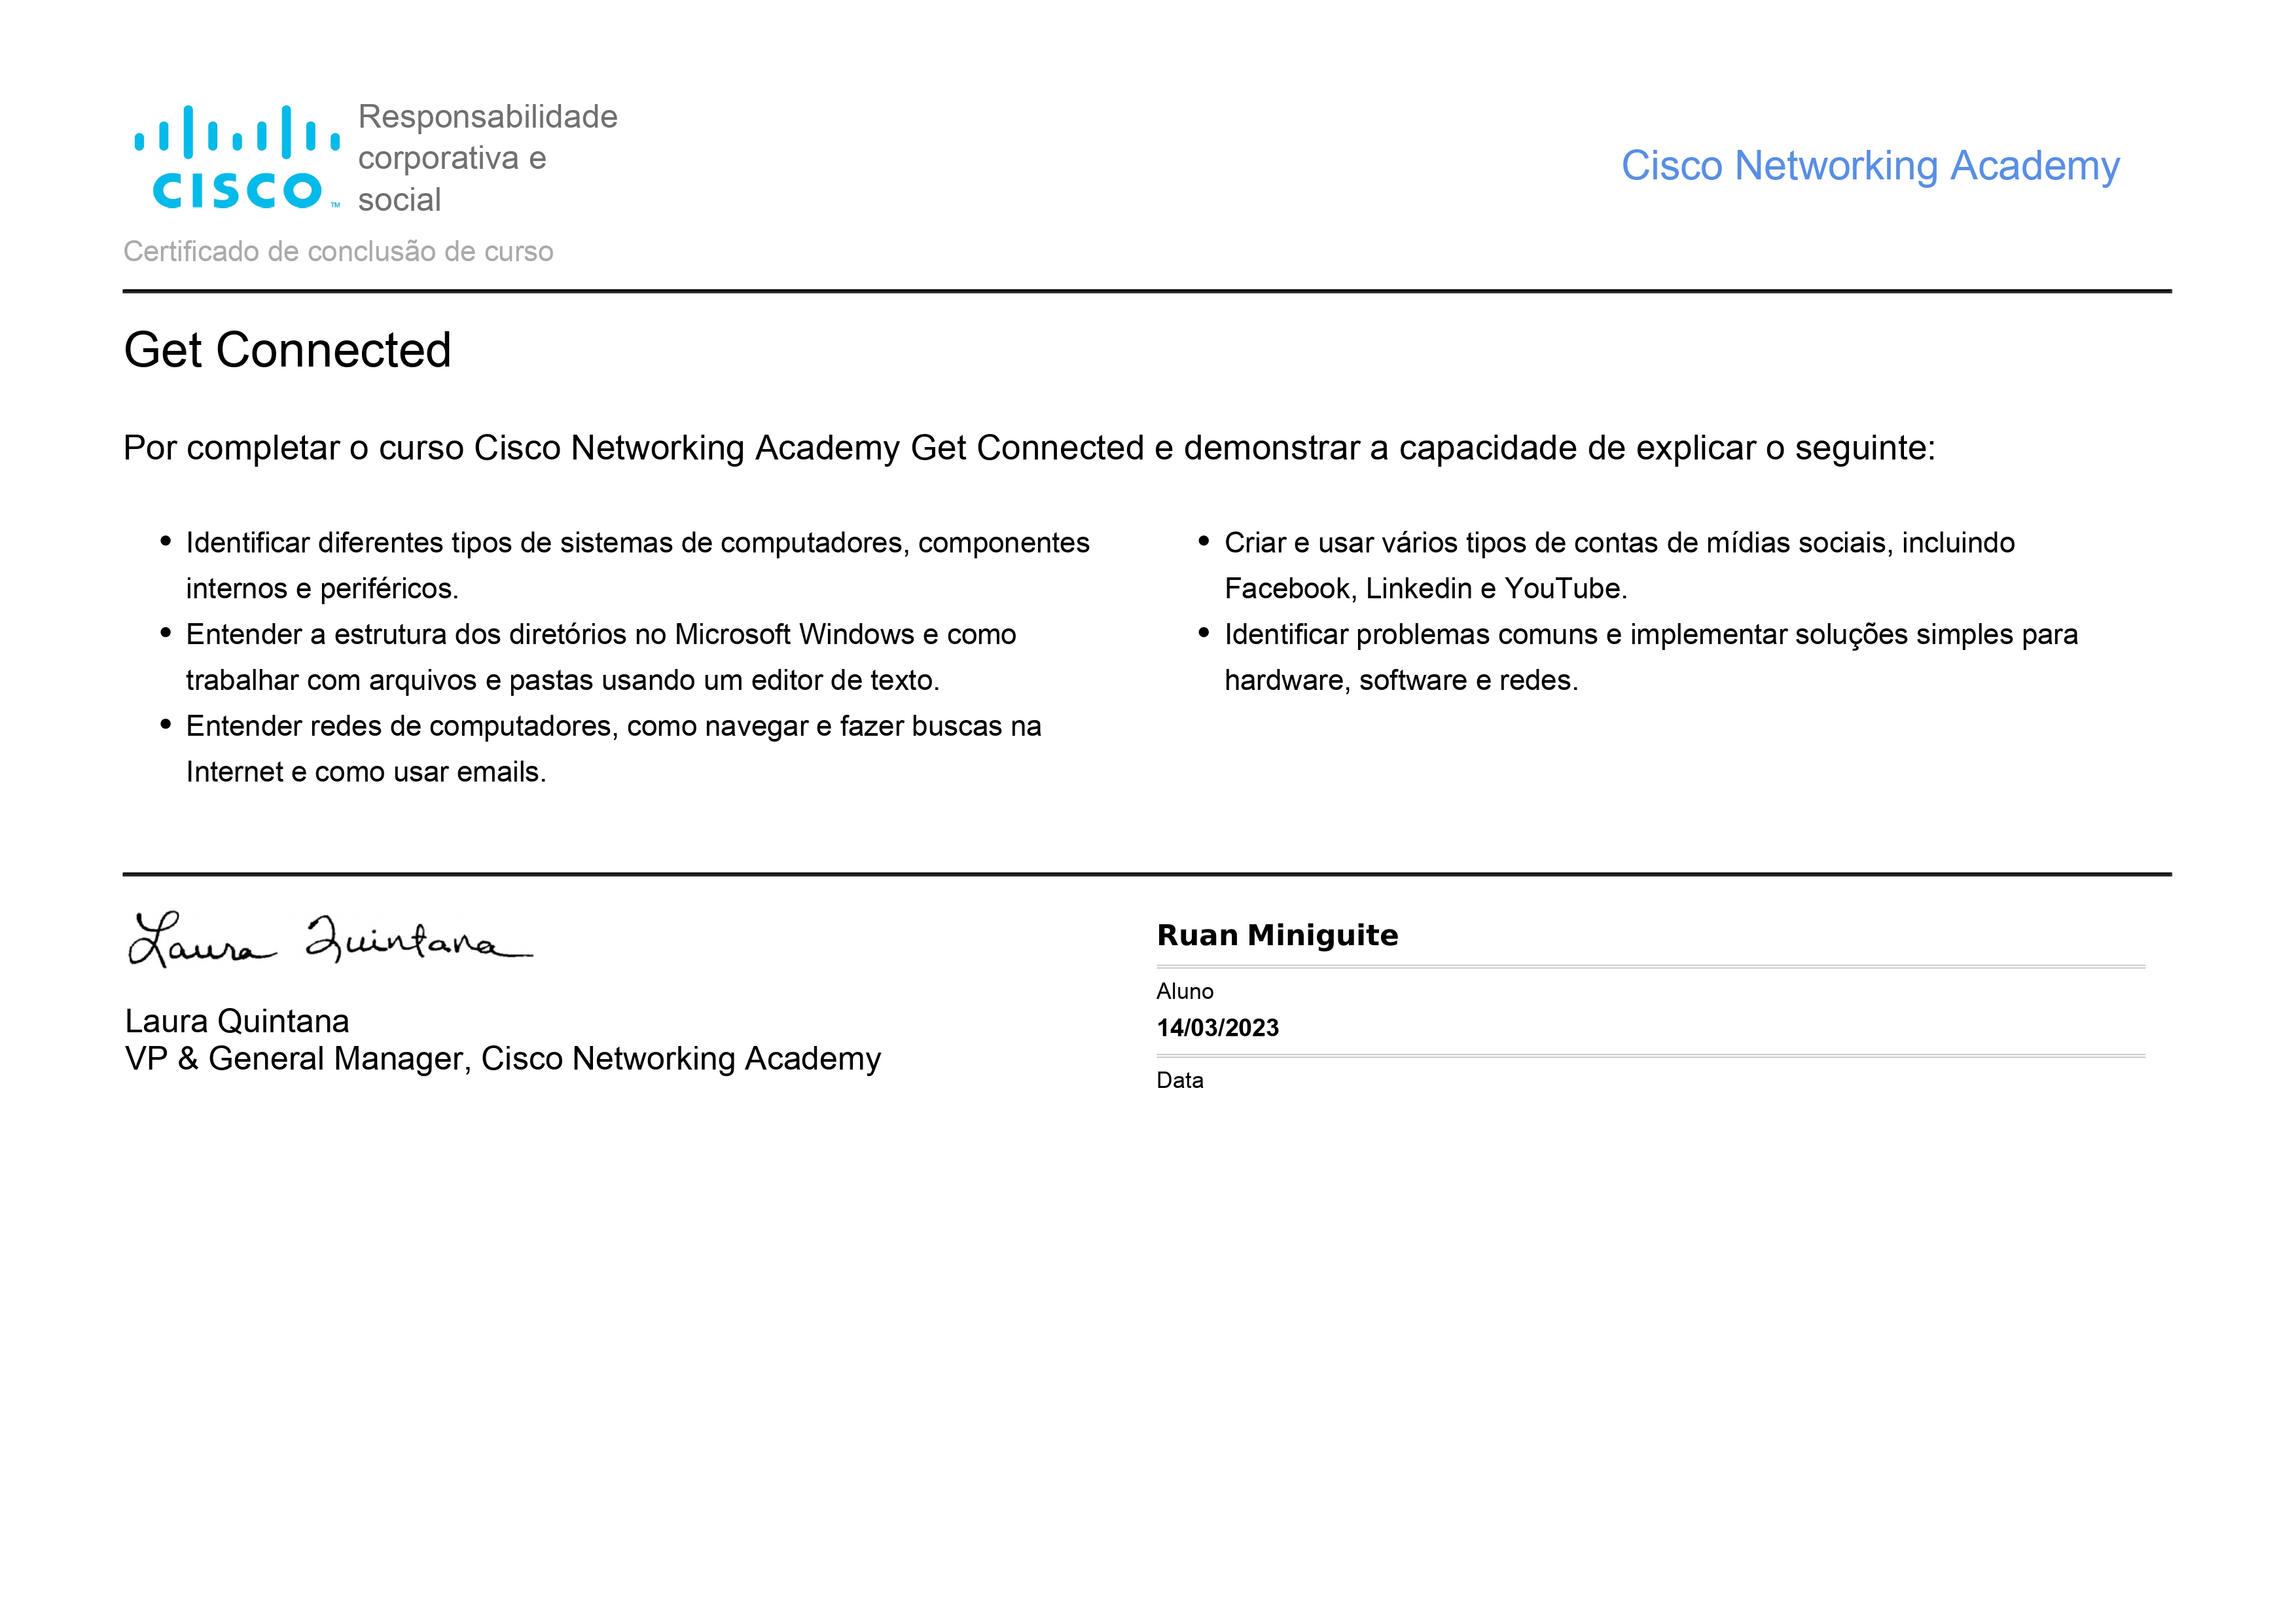 Responsabilidade
corporativa e
social
CISCO™
Cisco Networking Academy
Certificado de conclusão de curso
Get Connected
Por completar o curso Cisco Networking Academy Get Connected e demonstrar a capacidade de explicar o seguinte:
• Identificar diferentes tipos de sistemas de computadores, componentes
internos e periféricos.
• Entender a estrutura dos diretórios no Microsoft Windows e como
trabalhar com arquivos e pastas usando um editor de texto.
• Entender redes de computadores, como navegar e fazer buscas na
Internet e como usar emails.
• Criar e usar vários tipos de contas de mídias sociais, incluindo
Facebook, Linkedin e YouTube.
• Identificar problemas comuns e implementar soluções simples para
hardware, software e redes.
Laura Quintana
Laura Quintana
VP & General Manager, Cisco Networking Academy
Ruan Miniguite
Aluno
14/03/2023
Data